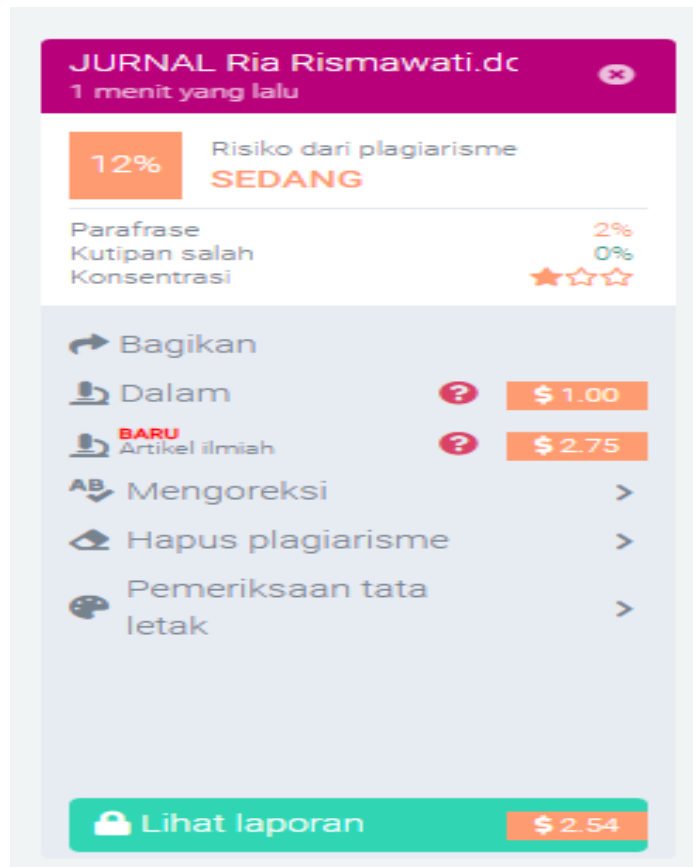 JURNAL Ria Rismawati.dc
1 menit yang lalu
12%
Risiko dari plagiarisme
SEDANG
Parafrase 2%
Kutipan salah 0%
Konsentrasi
Bagikan
Dalam ? $ 1.00
BARU
Artikel ilmiah ? $ 2.75
Mengoreksi
Hapus plagiarisme
Pemeriksaan tata
letak
Lihat laporan $ 2.54